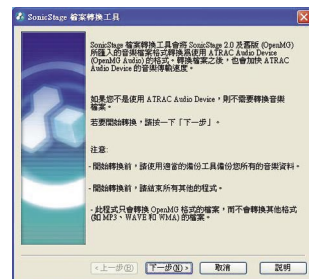 SonicStage 檔案轉換工具
SonicStage 檔案轉換工具會將 SonicStage 2.0 及舊版 (OpenMG)
所匯入的音樂檔案格式轉換為使用 ATRAC Audio Device
(OpenMG Audio) 的格式。轉換檔案之後，也會加快 ATRAC
Audio Device 的音樂傳輸速度。
如果您不是使用 ATRAC Audio Device，則不需要轉換音樂
檔案。
若要開始轉換，請按一下「下一步」。
注意:
- 開始轉換前，請使用適當的備份工具備份您所有的音樂資料。
- 開始轉換前，請結束所有其他的程式。
- 此程式只會轉換 OpenMG 格式的檔案，而不會轉換其他格式
(如 MP3、WAVE 和 WMA) 的檔案。
<上一步(B) 下一步(N)> 取消 說明